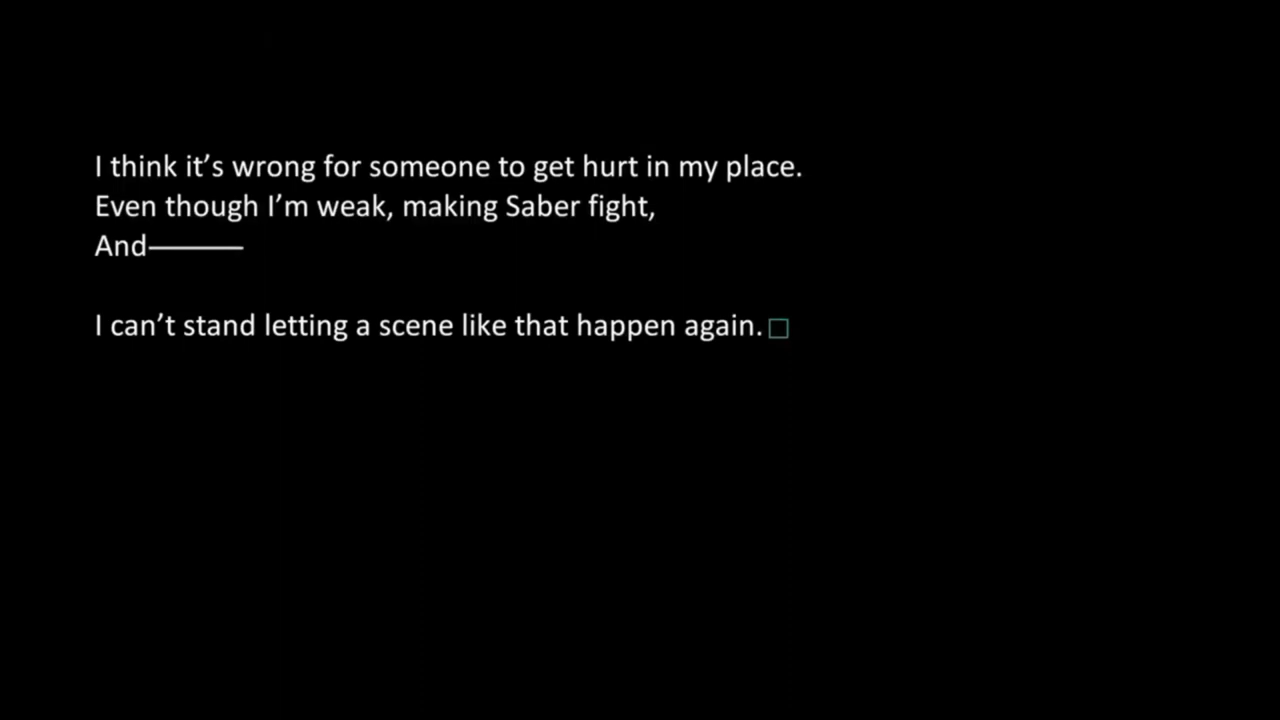 I think it’s wrong for someone to get hurt in my place.
Even though I’m weak, making Saber fight,
And―――
I can’t stand letting a scene like that happen again.